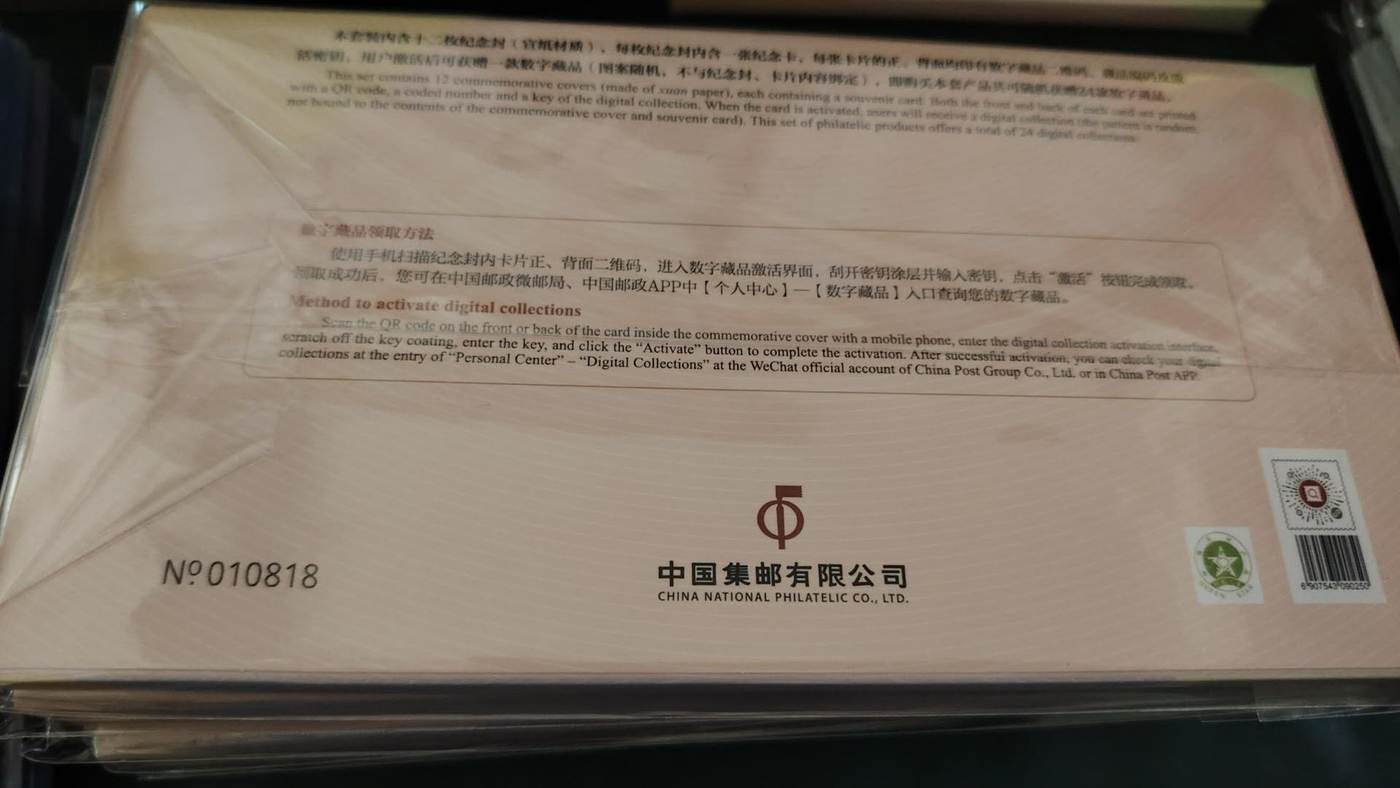 本套装内含十二枚纪念封（宣纸材质），每枚纪念封内含一张纪念卡，每张卡片的正、背面均印有数字藏品二维码、激活编码及激
活密钥，用户激活后可获赠一款数字藏品（图案随机，不与纪念封、卡片内容绑定），即购买本套产品共可随机获赠24款数字藏品。
This set contains 12 commemorative covers (made of xuan paper), each containing a souvenir card. Both the front and back of each card are printed
with a QR code, a coded number and a key of the digital collection. When the card is activated, users will receive a digital collection (the pattern is random,
not bound to the contents of the commemorative cover and souvenir card). This set of philatelic products offers a total of 24 digital collections.
数字藏品领取方法
使用手机扫描纪念封内卡片正、背面二维码，进入数字藏品激活界面，刮开密钥涂层并输入密钥，点击“激活”按钮完成领取。
领取成功后，您可在中国邮政微邮局、中国邮政APP中【个人中心】—【数字藏品】入口查询您的数字藏品。
Method to activate digital collections
Scan the QR code on the front or back of the card inside the commemorative cover with a mobile phone, enter the digital collection activation interface,
scratch off the key coating, enter the key, and click the “Activate” button to complete the activation. After successful activation, you can check your digital
collections at the entry of “Personal Center” – “Digital Collections” at the WeChat official account of China Post Group Co., Ltd. or in China Post APP.
№010818
中国集邮有限公司
CHINA NATIONAL PHILATELIC CO., LTD.
6907543090250